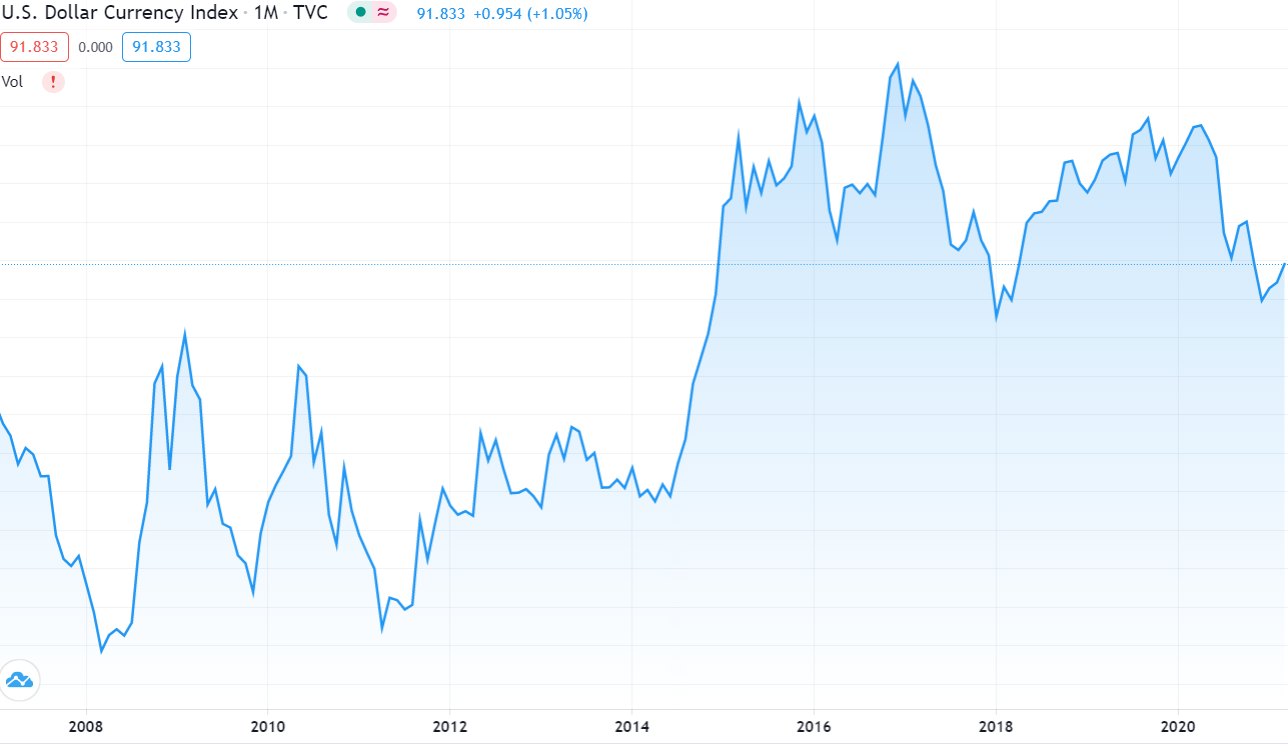 U.S. Dollar Currency Index · 1M · TVC ≈ 91.833 +0.954 (+1.05%)
91.833 0.000 91.833
Vol !
2008 2010 2012 2014 2016 2018 2020